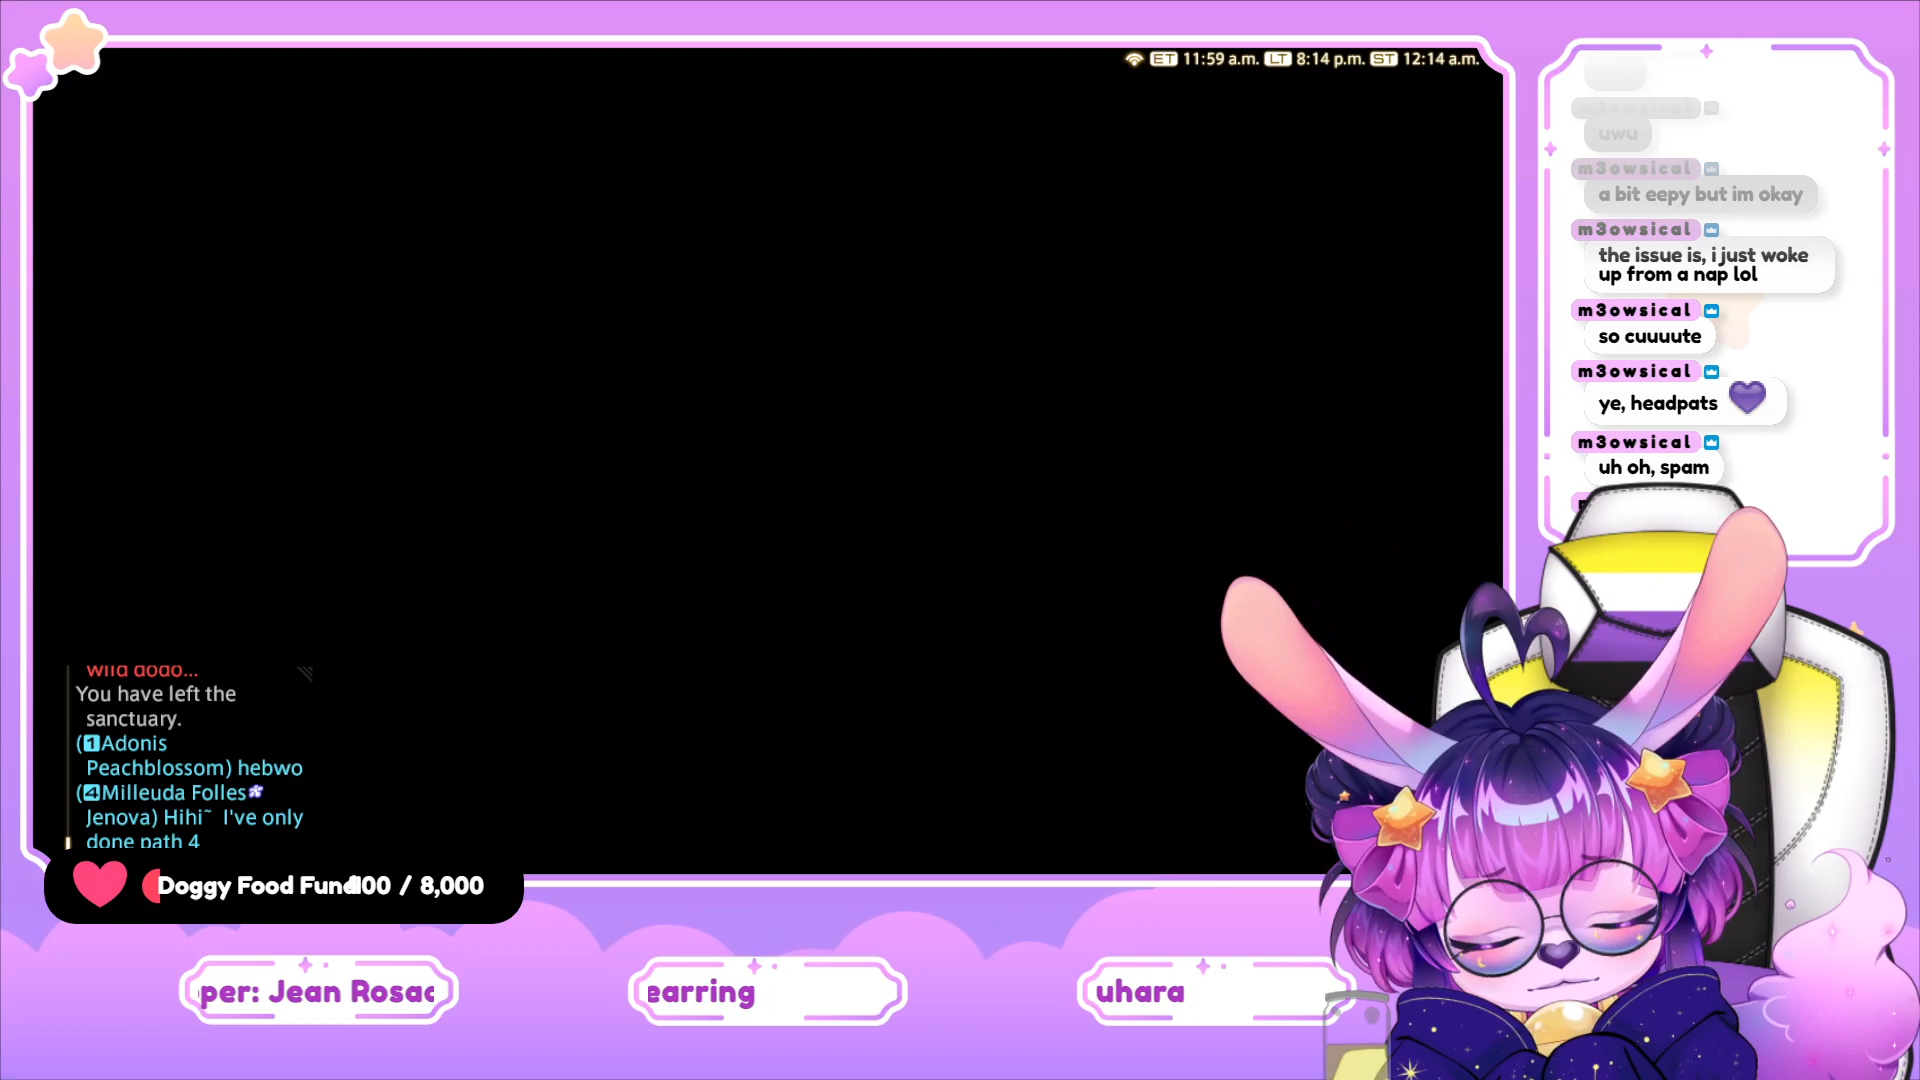 ET 11:59 a.m. LT 8:14 p.m. ST 12:14 a.m.
uwu
m3owsical
a bit eepy but im okay
m3owsical
the issue is, i just woke
up from a nap lol
m3owsical
so cuuuute
m3owsical
ye, headpats
m3owsical
uh oh, spam
wild dodo...
You have left the
sanctuary.
(1Adonis
Peachblossom) hebwo
(4Milleuda Folles
Jenova) Hihi~ I've only
done path 4
Doggy Food Fund 400 / 8,000
per: Jean Rosac
earring
uhara